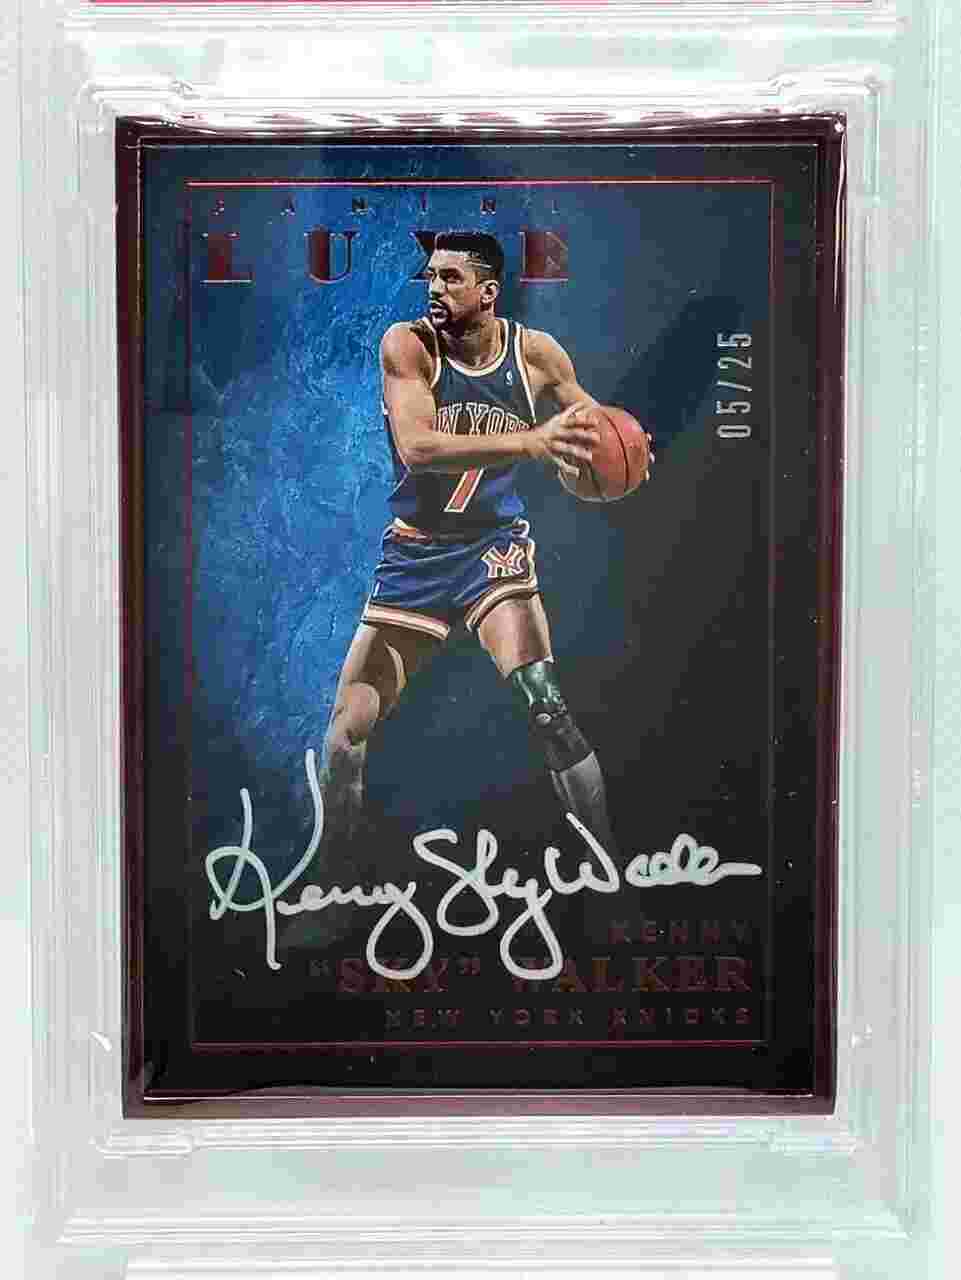 PANINI
LUXE
05/25
NEW YORK
7
NY
Kenny Sky Walker
KENNY
"SKY" WALKER
NEW YORK KNICKS